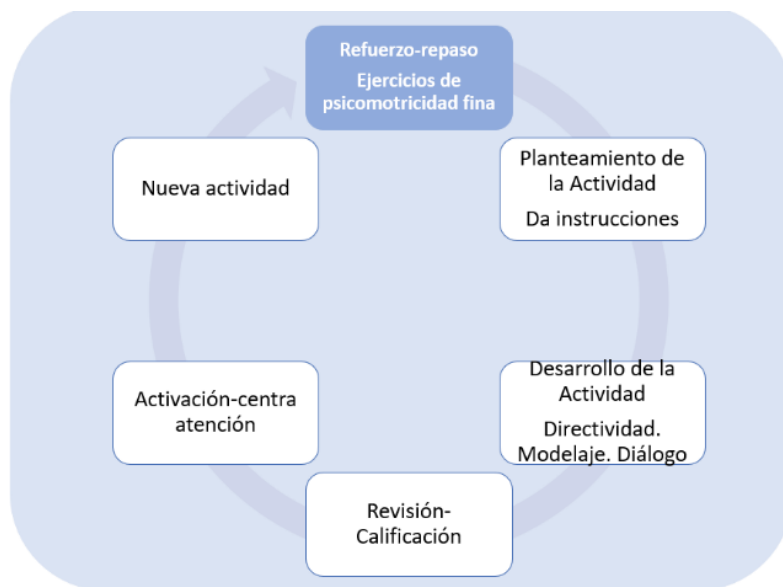 Refuerzo-repaso
Ejercicios de
psicomotricidad fina
Planteamiento de
la Actividad
Da instrucciones
Desarrollo de la
Actividad
Directividad.
Modelaje. Diálogo
Revisión-
Calificación
Activación-centra
atención
Nueva actividad